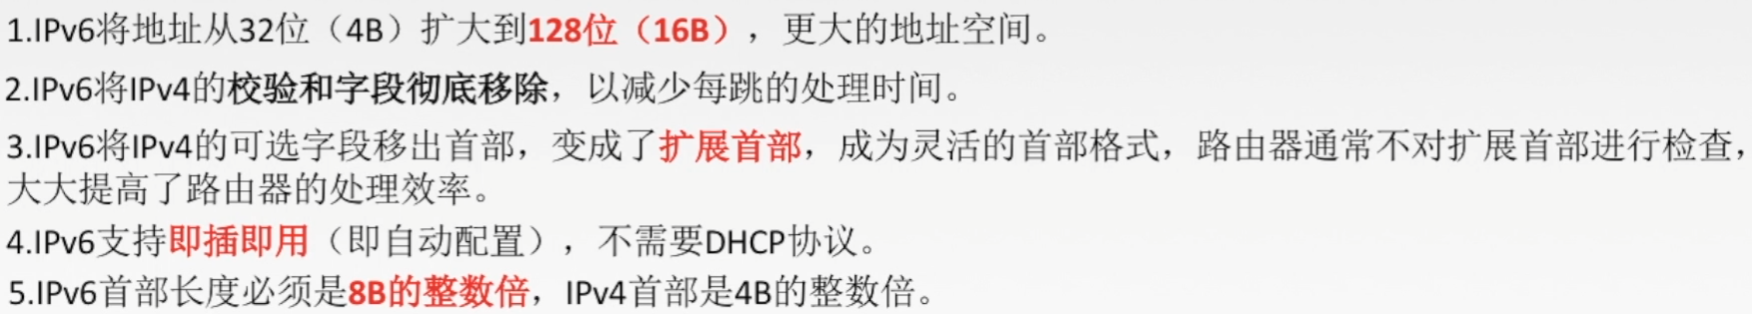 1.IPv6将地址从32位（4B）扩大到128位（16B），更大的地址空间。
2.IPv6将IPv4的校验和字段彻底移除，以减少每跳的处理时间。
3.IPv6将IPv4的可选字段移出首部，变成了扩展首部，成为灵活的首部格式，路由器通常不对扩展首部进行检查，
大大提高了路由器的处理效率。
4.IPv6支持即插即用（即自动配置），不需要DHCP协议。
5.IPv6首部长度必须是8B的整数倍，IPv4首部是4B的整数倍。